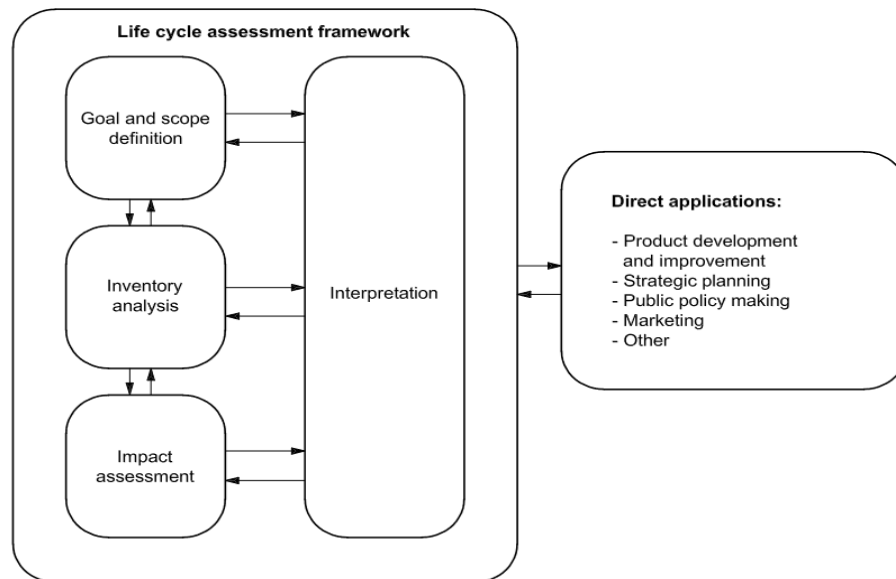 Life cycle assessment framework
Goal and scope
definition
Inventory
analysis
Impact
assessment
Interpretation
Direct applications:
- Product development
and improvement
- Strategic planning
- Public policy making
- Marketing
- Other